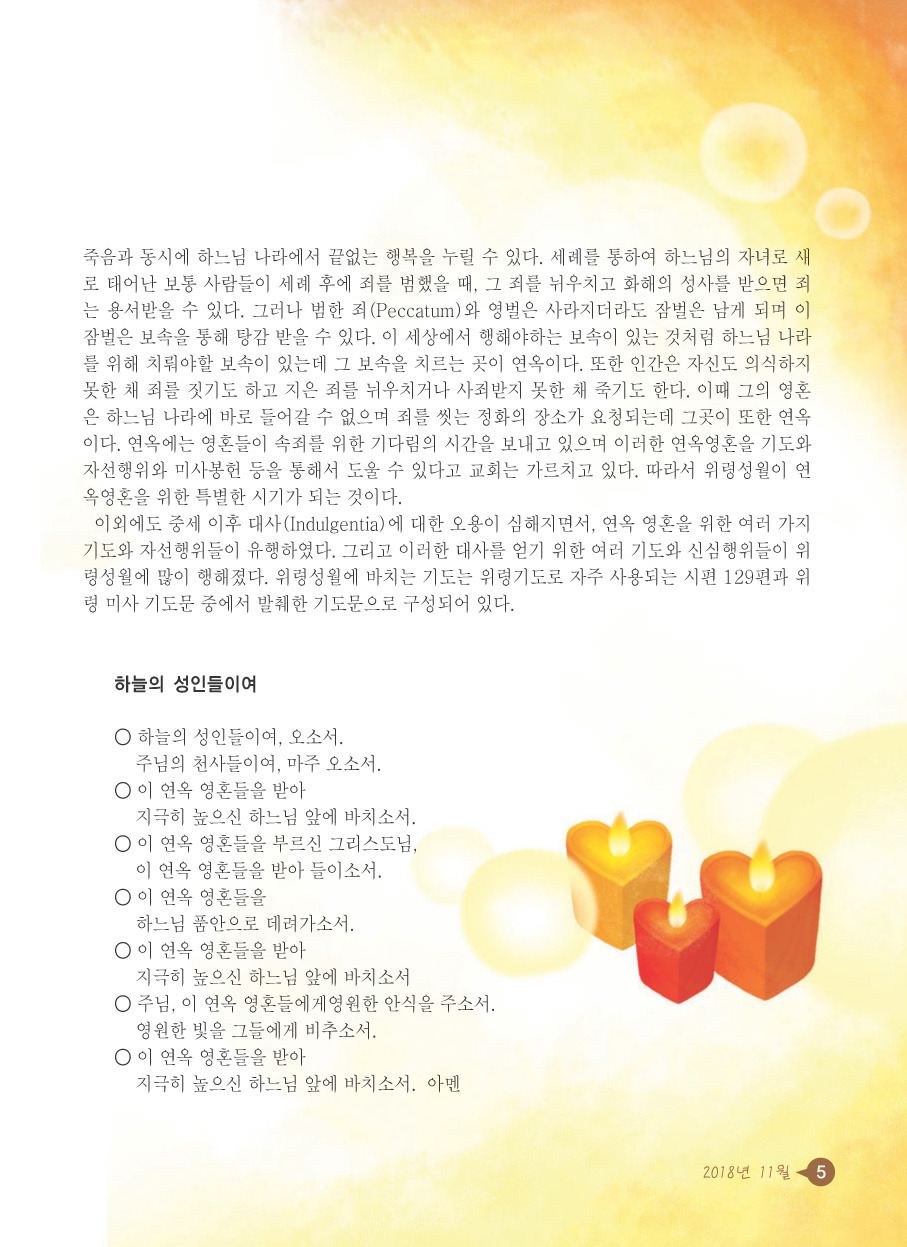 죽음과 동시에 하느님 나라에서 끝없는 행복을 누릴 수 있다. 세례를 통하여 하느님의 자녀로 새
로 태어난 보통 사람들이 세례 후에 죄를 범했을 때, 그 죄를 뉘우치고 화해의 성사를 받으면 죄
는 용서받을 수 있다. 그러나 범한 죄(Peccatum)와 영벌은 사라지더라도 잠벌은 남게 되며 이
잠벌은 보속을 통해 탕감 받을 수 있다. 이 세상에서 행해야하는 보속이 있는 것처럼 하느님 나라
를 위해 치뤄야할 보속이 있는데 그 보속을 치르는 곳이 연옥이다. 또한 인간은 자신도 의식하지
못한 채 죄를 짓기도 하고 지은 죄를 뉘우치거나 사죄받지 못한 채 죽기도 한다. 이때 그의 영혼
은 하느님 나라에 바로 들어갈 수 없으며 죄를 씻는 정화의 장소가 요청되는데 그곳이 또한 연옥
이다. 연옥에는 영혼들이 속죄를 위한 기다림의 시간을 보내고 있으며 이러한 연옥영혼을 기도와
자선행위와 미사봉헌 등을 통해서 도울 수 있다고 교회는 가르치고 있다. 따라서 위령성월이 연
옥영혼을 위한 특별한 시기가 되는 것이다.
이외에도 중세 이후 대사(Indulgentia)에 대한 오용이 심해지면서, 연옥 영혼을 위한 여러 가지
기도와 자선행위들이 유행하였다. 그리고 이러한 대사를 얻기 위한 여러 기도와 신심행위들이 위
령성월에 많이 행해졌다. 위령성월에 바치는 기도는 위령기도로 자주 사용되는 시편 129편과 위
령 미사 기도문 중에서 발췌한 기도문으로 구성되어 있다.
하늘의 성인들이여
○ 하늘의 성인들이여, 오소서.
주님의 천사들이여, 마주 오소서.
○ 이 연옥 영혼들을 받아
지극히 높으신 하느님 앞에 바치소서.
○ 이 연옥 영혼들을 부르신 그리스도님,
이 연옥 영혼들을 받아 들이소서.
○ 이 연옥 영혼들을
하느님 품안으로 데려가소서.
○ 이 연옥 영혼들을 받아
지극히 높으신 하느님 앞에 바치소서
○ 주님, 이 연옥 영혼들에게영원한 안식을 주소서.
영원한 빛을 그들에게 비추소서.
○ 이 연옥 영혼들을 받아
지극히 높으신 하느님 앞에 바치소서. 아멘
2018년 11월 5